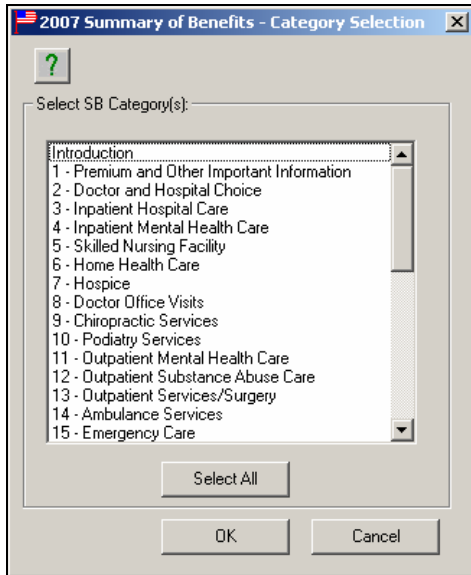 2007 Summary of Benefits - Category Selection
?
Select SB Category(s):
Introduction
1 - Premium and Other Important Information
2 - Doctor and Hospital Choice
3 - Inpatient Hospital Care
4 - Inpatient Mental Health Care
5 - Skilled Nursing Facility
6 - Home Health Care
7 - Hospice
8 - Doctor Office Visits
9 - Chiropractic Services
10 - Podiatry Services
11 - Outpatient Mental Health Care
12 - Outpatient Substance Abuse Care
13 - Outpatient Services/Surgery
14 - Ambulance Services
15 - Emergency Care
Select All
OK Cancel